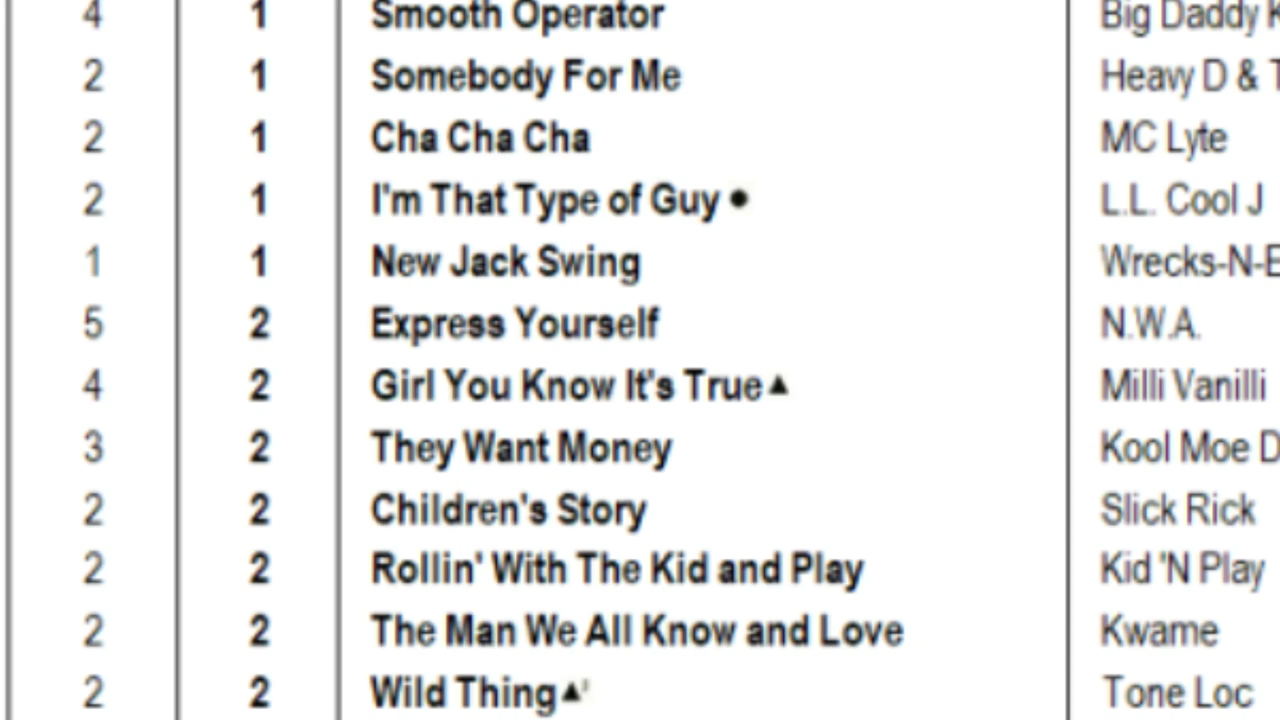 4 1 Smooth Operator Big Daddy
2 1 Somebody For Me Heavy D &
2 1 Cha Cha Cha MC Lyte
2 1 I'm That Type of Guy ● L.L. Cool J
1 1 New Jack Swing Wrecks-N-
5 2 Express Yourself N.W.A.
4 2 Girl You Know It's True▲ Milli Vanilli
3 2 They Want Money Kool Moe D
2 2 Children's Story Slick Rick
2 2 Rollin' With The Kid and Play Kid 'N Play
2 2 The Man We All Know and Love Kwame
2 2 Wild Thing▲ Tone Loc